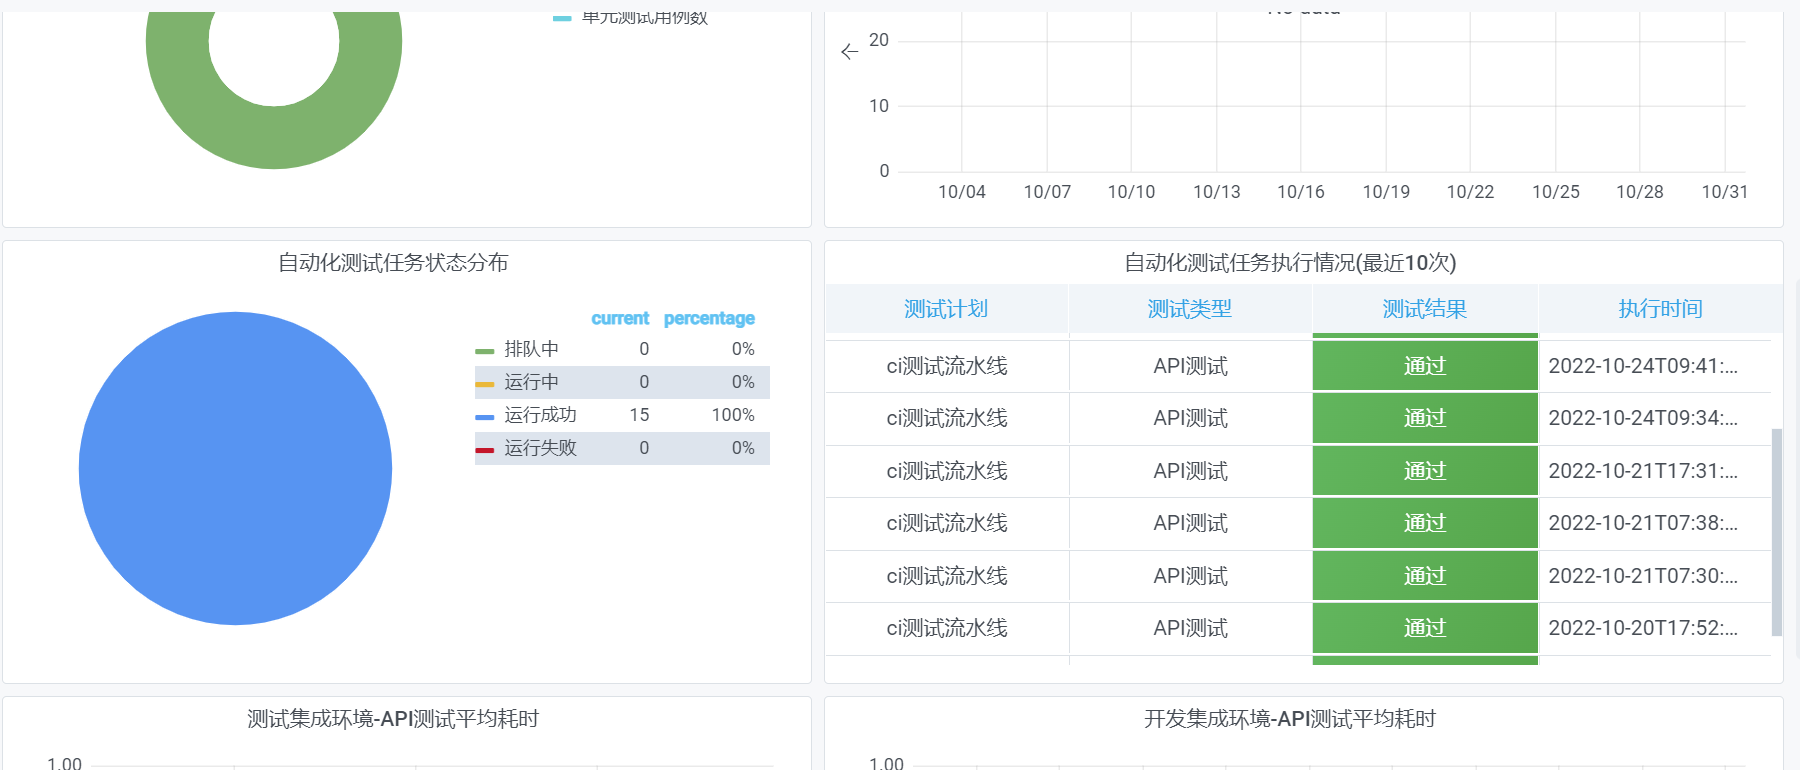 单元测试用例数
No data
20
10
0
10/04 10/07 10/10 10/13 10/16 10/19 10/22 10/25 10/28 10/31
自动化测试任务状态分布
current percentage
排队中 0 0%
运行中 0 0%
运行成功 15 100%
运行失败 0 0%
自动化测试任务执行情况(最近10次)
测试计划 测试类型 测试结果 执行时间
ci测试流水线 API测试 通过 2022-10-24T09:41:...
ci测试流水线 API测试 通过 2022-10-24T09:34:...
ci测试流水线 API测试 通过 2022-10-21T17:31:...
ci测试流水线 API测试 通过 2022-10-21T07:38:...
ci测试流水线 API测试 通过 2022-10-21T07:30:...
ci测试流水线 API测试 通过 2022-10-20T17:52:...
测试集成环境-API测试平均耗时
1.00
开发集成环境-API测试平均耗时
1.00